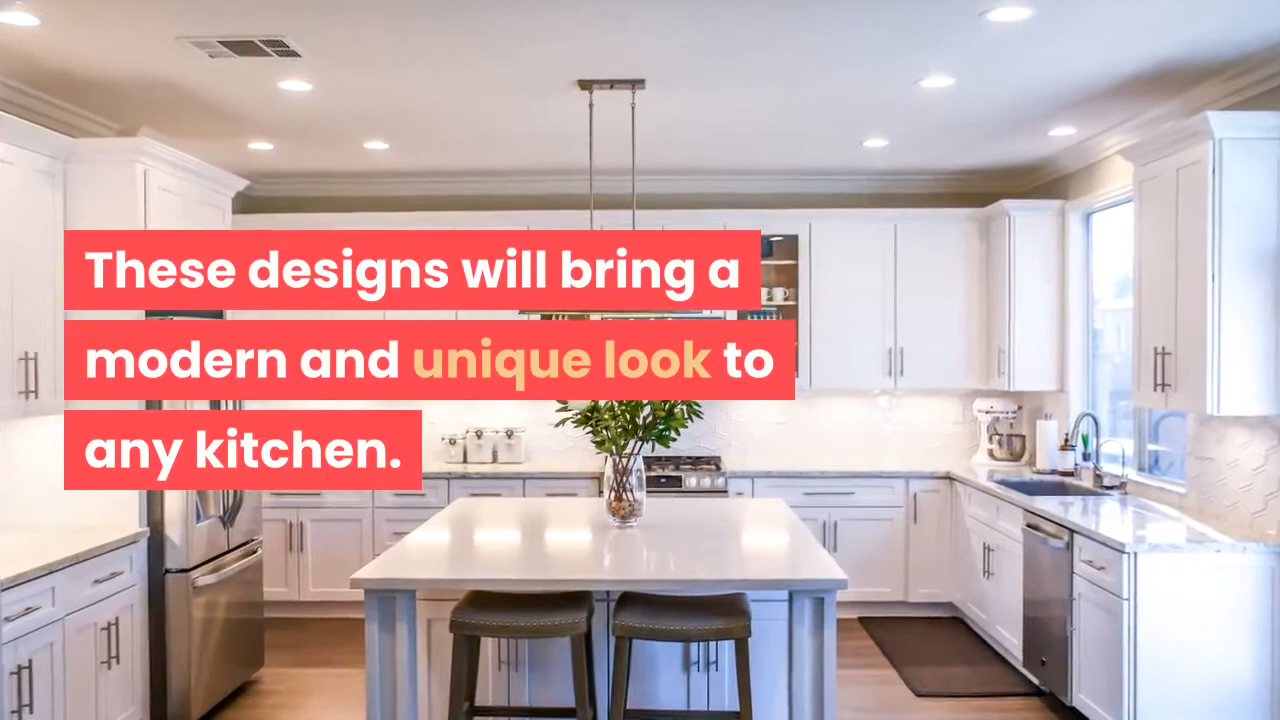 These designs will bring a
modern and unique look to
any kitchen.